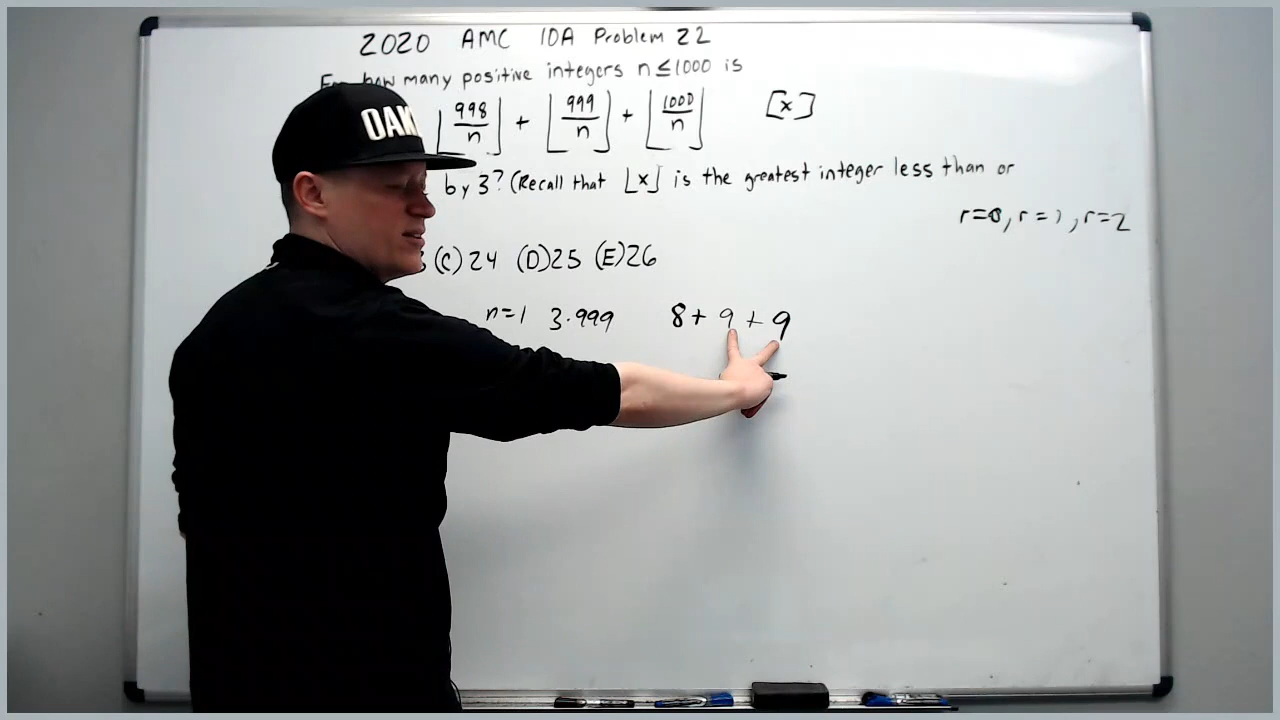 2020 AMC 10A Problem 22
how many positive integers n≤1000 is
⌊998/n⌋ + ⌊999/n⌋ + ⌊1000/n⌋ [x]
by 3? (Recall that ⌊x⌋ is the greatest integer less than or
r=0, r=1, r=2
(C) 24 (D) 25 (E) 26
n=1 3·999 8+9+9